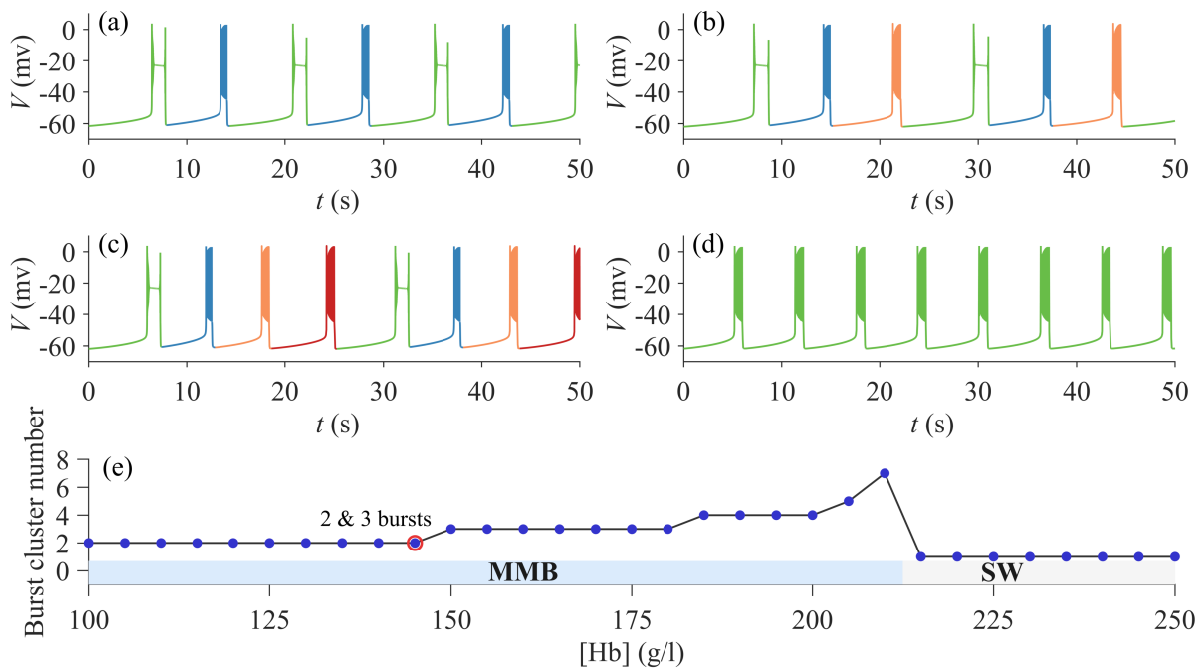 (a)
V (mv)
0
-20
-40
-60
0 10 20 30 40 50
t (s)
(b)
V (mv)
0
-20
-40
-60
0 10 20 30 40 50
t (s)
(c)
V (mv)
0
-20
-40
-60
0 10 20 30 40 50
t (s)
(d)
V (mv)
0
-20
-40
-60
0 10 20 30 40 50
t (s)
(e)
Burst cluster number
8
6
4
2
0
2 & 3 bursts
MMB SW
100 125 150 175 200 225 250
[Hb] (g/l)